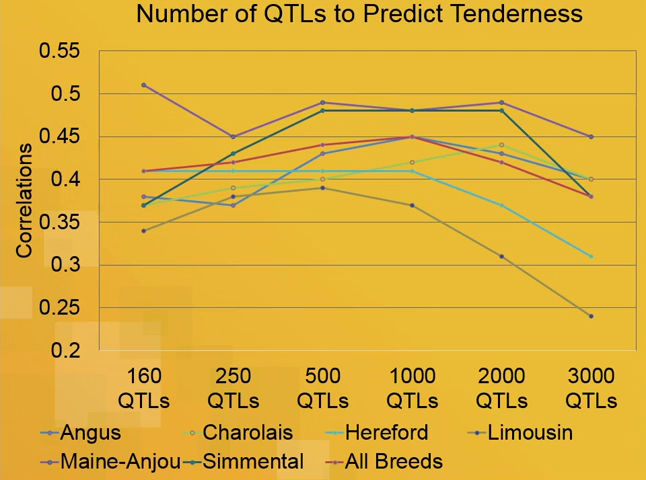 Number of QTLs to Predict Tenderness
0.55
0.5
0.45
0.4
0.35
0.3
0.25
0.2
Correlations
160 250 500 1000 2000 3000
QTLs QTLs QTLs QTLs QTLs QTLs
Angus Charolais Hereford Limousin
Maine-Anjou Simmental All Breeds